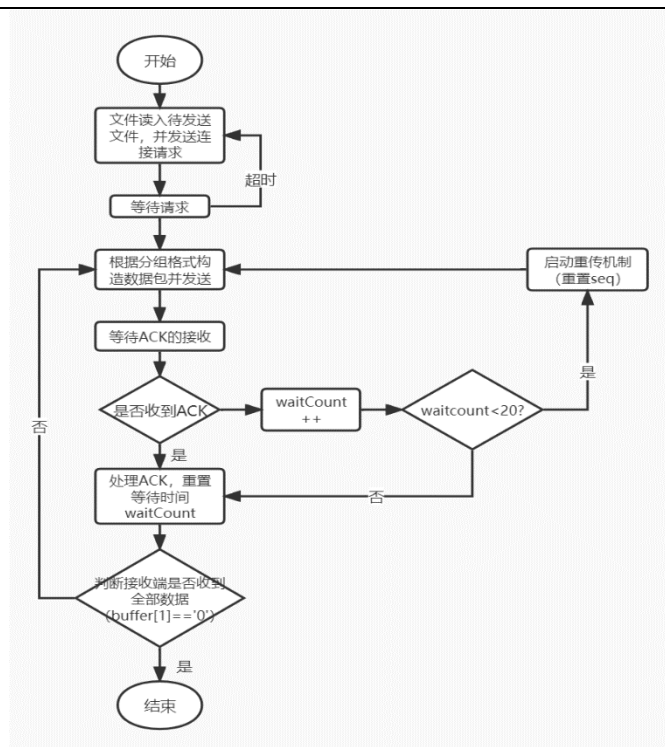 开始
文件读入待发送
文件，并发送连
接请求
超时
等待请求
根据分组格式构
造数据包并发送
启动重传机制
（重置seq）
等待ACK的接收
是否收到ACK
waitCount
++
waitcount<20?
是
否
是
处理ACK，重置
等待时间
waitCount
否
判断接收端是否收到
全部数据
(buffer[1]=='0')
是
结束